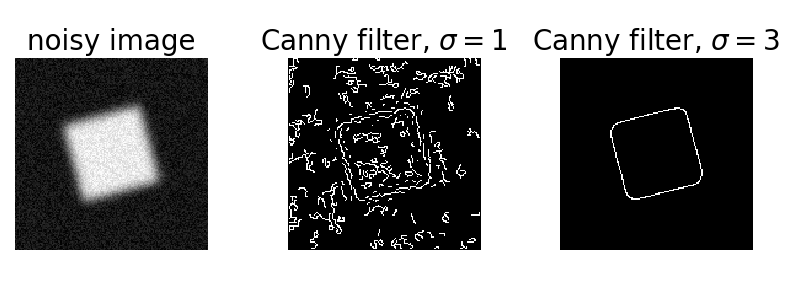 noisy image
Canny filter, σ = 1
Canny filter, σ = 3